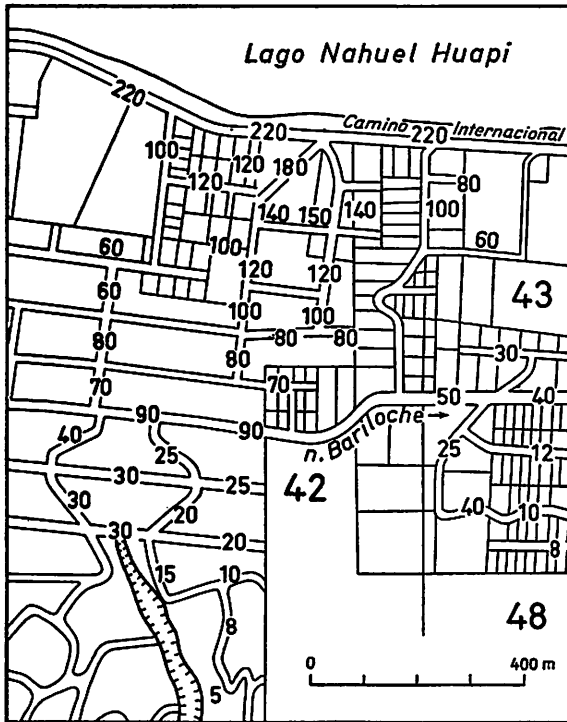 Lago Nahuel Huapi
220
Camino 220 Internacional
220
100 120 180
120
80
140 150 140 100
60 100 60
120 120
60
43
100 100
80 80 80 80
30
70 70
50 40
90 90
n. Bariloche →
40 25 25 12
30 25 42
30 20 40 10
30 20 8
15 10
8
48
5
0 400 m